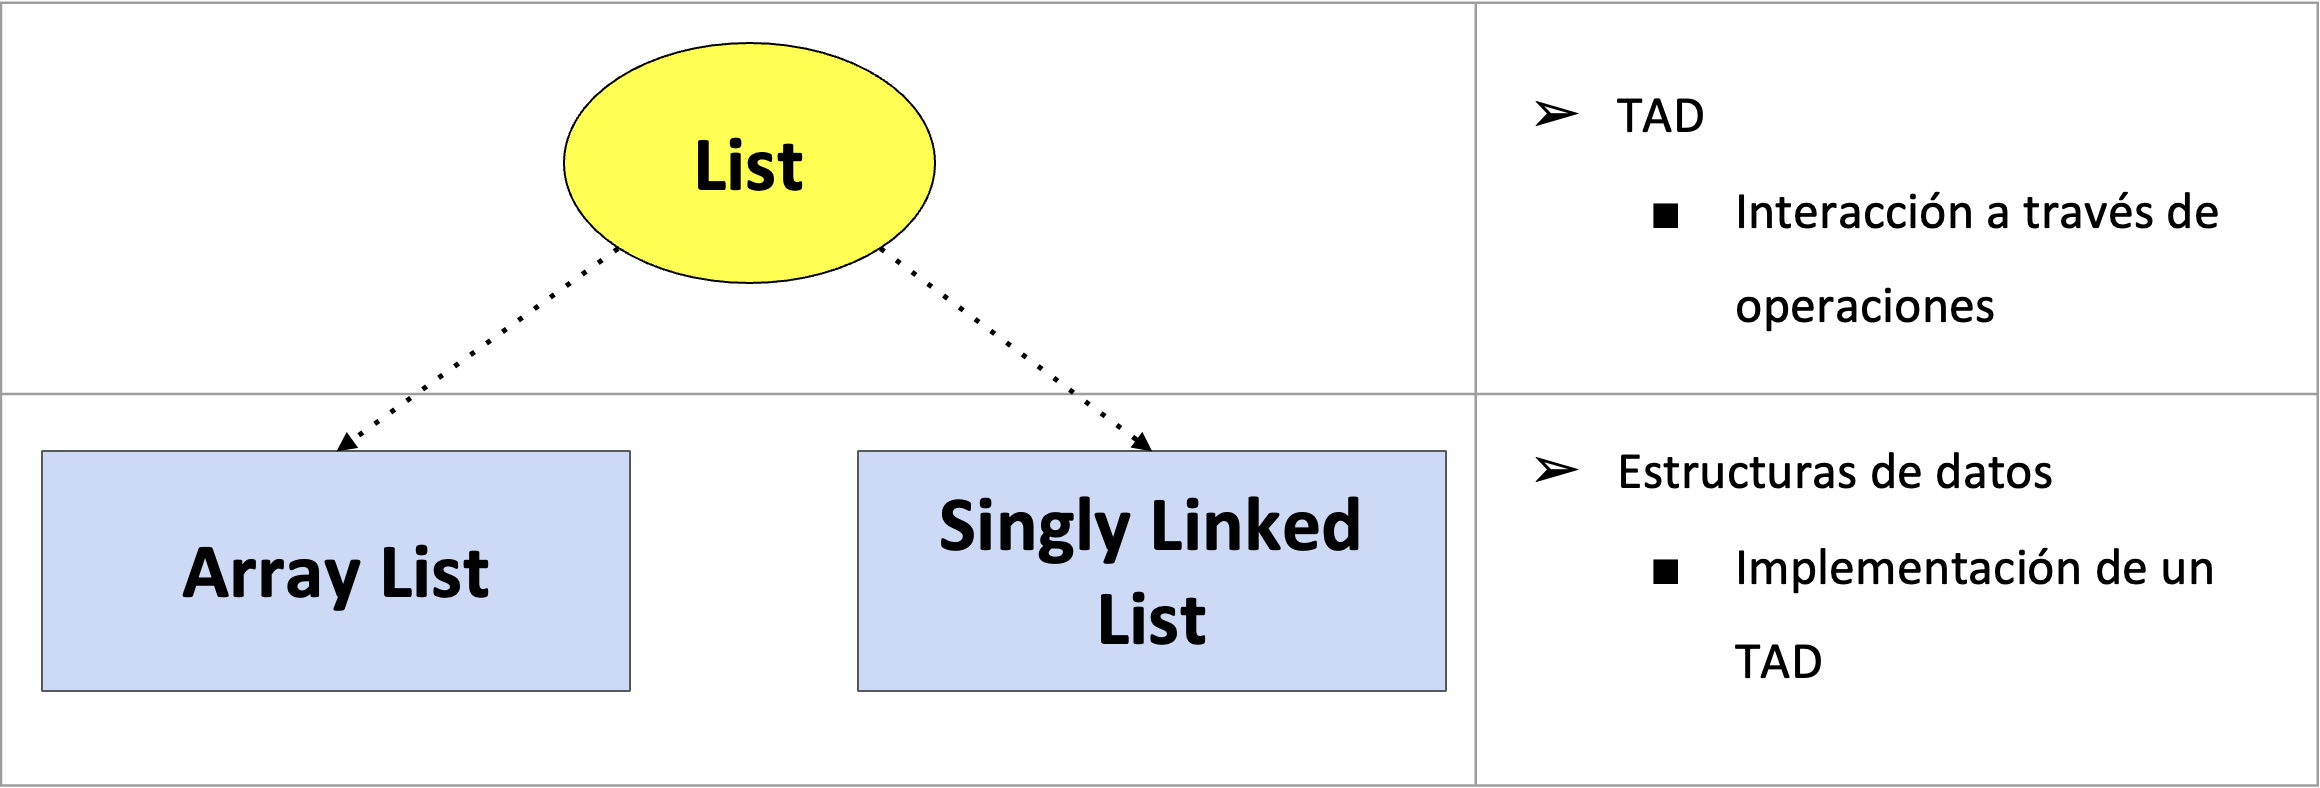 List
➢ TAD
■ Interacción a través de
operaciones
Array List
Singly Linked
List
➢ Estructuras de datos
■ Implementación de un
TAD